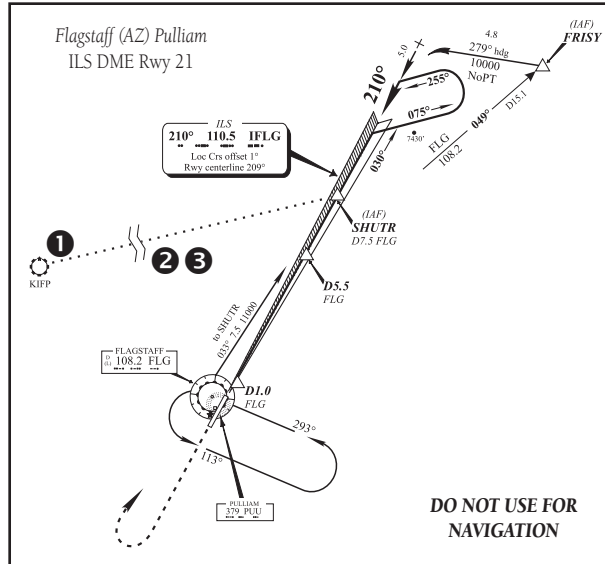 Flagstaff (AZ) Pulliam
ILS DME Rwy 21
(IAF)
FRISY
4.8
279° hdg
10000
NoPT
D15.1
5.0
210°
255°
075°
030°
7430'
FLG
108.2
049°
ILS
210° 110.5 IFLG
Loc Crs offset 1°
Rwy centerline 209°
(IAF)
SHUTR
D7.5 FLG
1
2 3
KIFP
D5.5
FLG
to SHUTR
033° 7.5 11000
FLAGSTAFF
D
(L) 108.2 FLG
D1.0
FLG
293°
113°
PULLIAM
379 PUU
DO NOT USE FOR
NAVIGATION